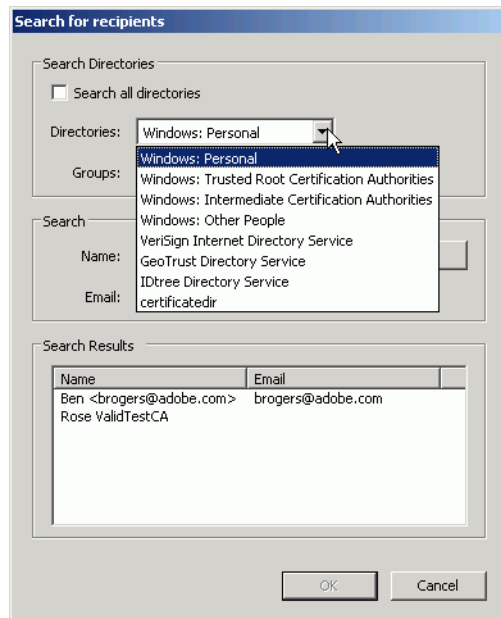 Search for recipients
Search Directories
Search all directories
Directories: Windows: Personal
Windows: Personal
Groups: Windows: Trusted Root Certification Authorities
Windows: Intermediate Certification Authorities
Search Windows: Other People
VeriSign Internet Directory Service
Name: GeoTrust Directory Service
IDtree Directory Service
Email: certificatedir
Search Results
Name Email
Ben <brogers@adobe.com> brogers@adobe.com
Rose ValidTestCA
OK Cancel